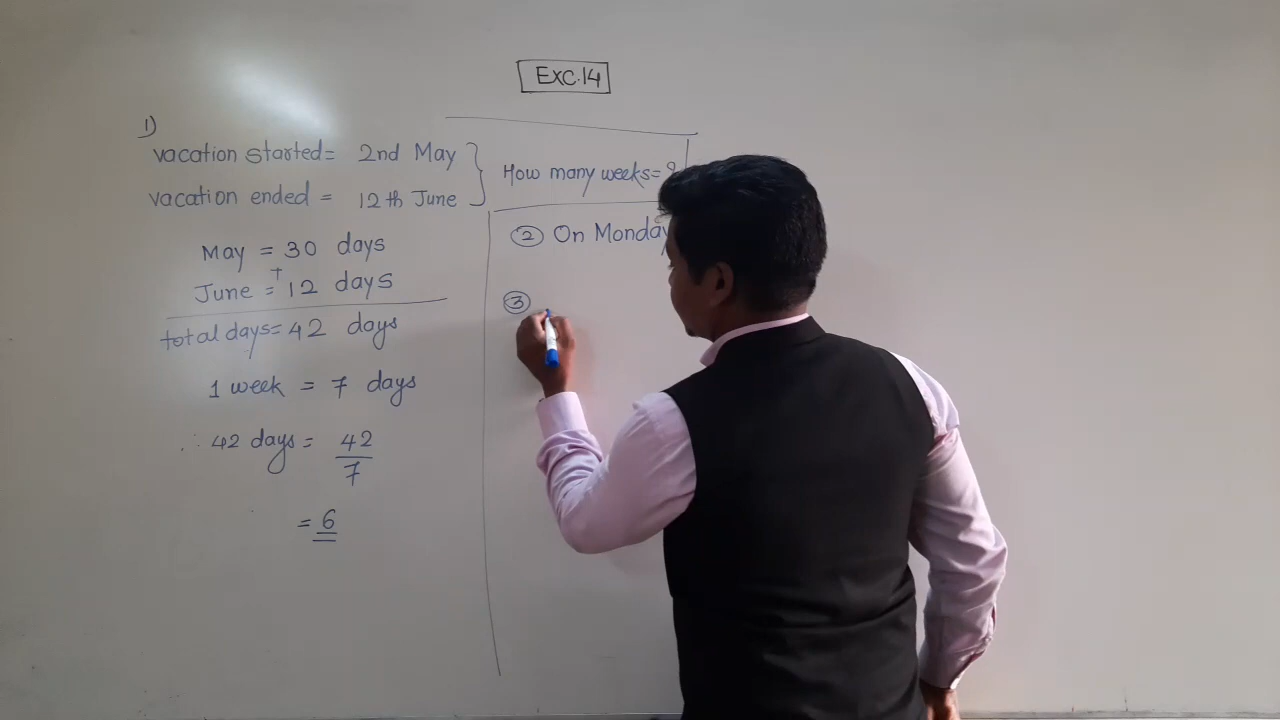 EXC.14
1)
vacation started = 2nd May
vacation ended = 12th June
How many weeks = ?
May = 30 days
+
June = 12 days
total days = 42 days
1 week = 7 days
∴ 42 days = 42
7
= 6
2 On Monday
3